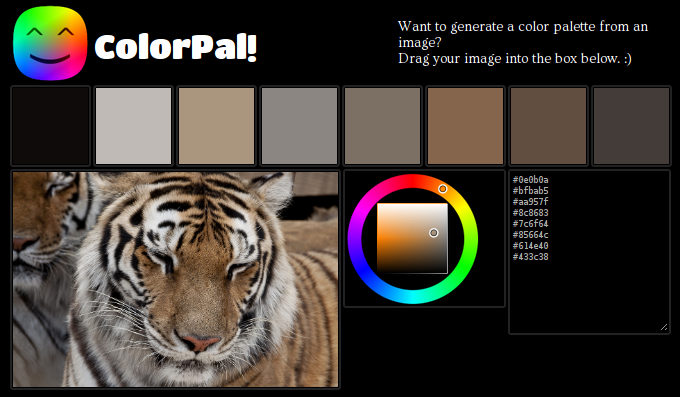 ColorPal!
Want to generate a color palette from an
image?
Drag your image into the box below. :)
#0e0b0a
#bfbab5
#aa957f
#8c8683
#7c6f64
#85664c
#614e40
#433c38